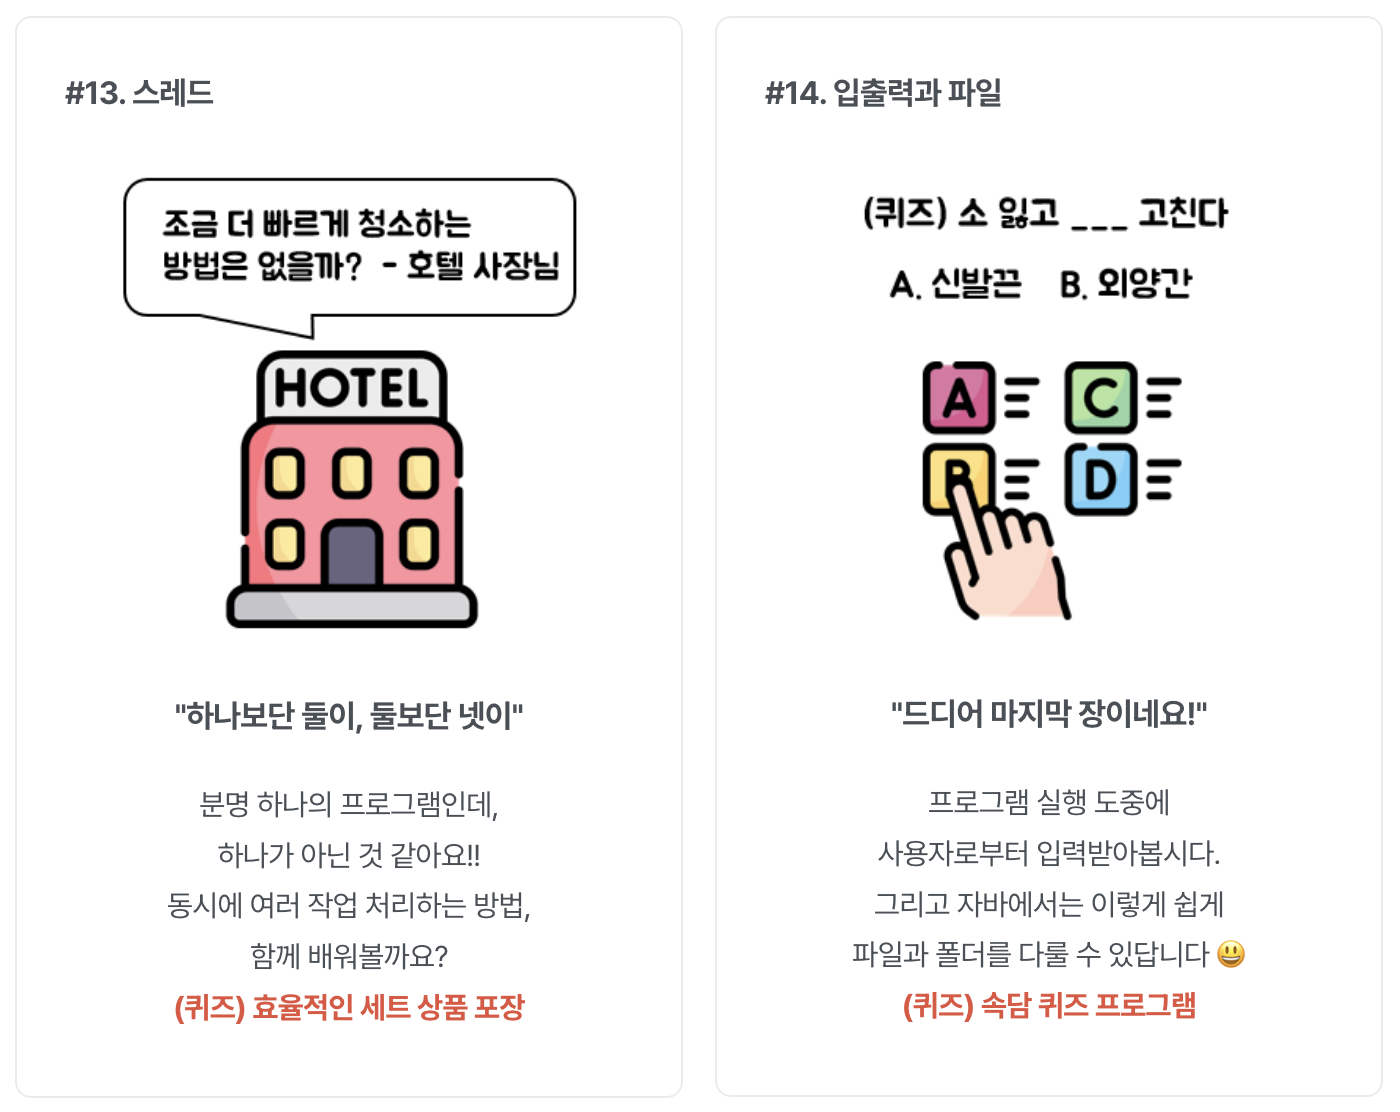 #13. 스레드
조금 더 빠르게 청소하는
방법은 없을까? - 호텔 사장님
HOTEL
"하나보단 둘이, 둘보단 넷이"
분명 하나의 프로그램인데,
하나가 아닌 것 같아요!!
동시에 여러 작업 처리하는 방법,
함께 배워볼까요?
(퀴즈) 효율적인 세트 상품 포장
#14. 입출력과 파일
(퀴즈) 소 잃고 ___ 고친다
A. 신발끈 B. 외양간
A C
B D
"드디어 마지막 장이네요!"
프로그램 실행 도중에
사용자로부터 입력받아봅시다.
그리고 자바에서는 이렇게 쉽게
파일과 폴더를 다룰 수 있답니다 😃
(퀴즈) 속담 퀴즈 프로그램